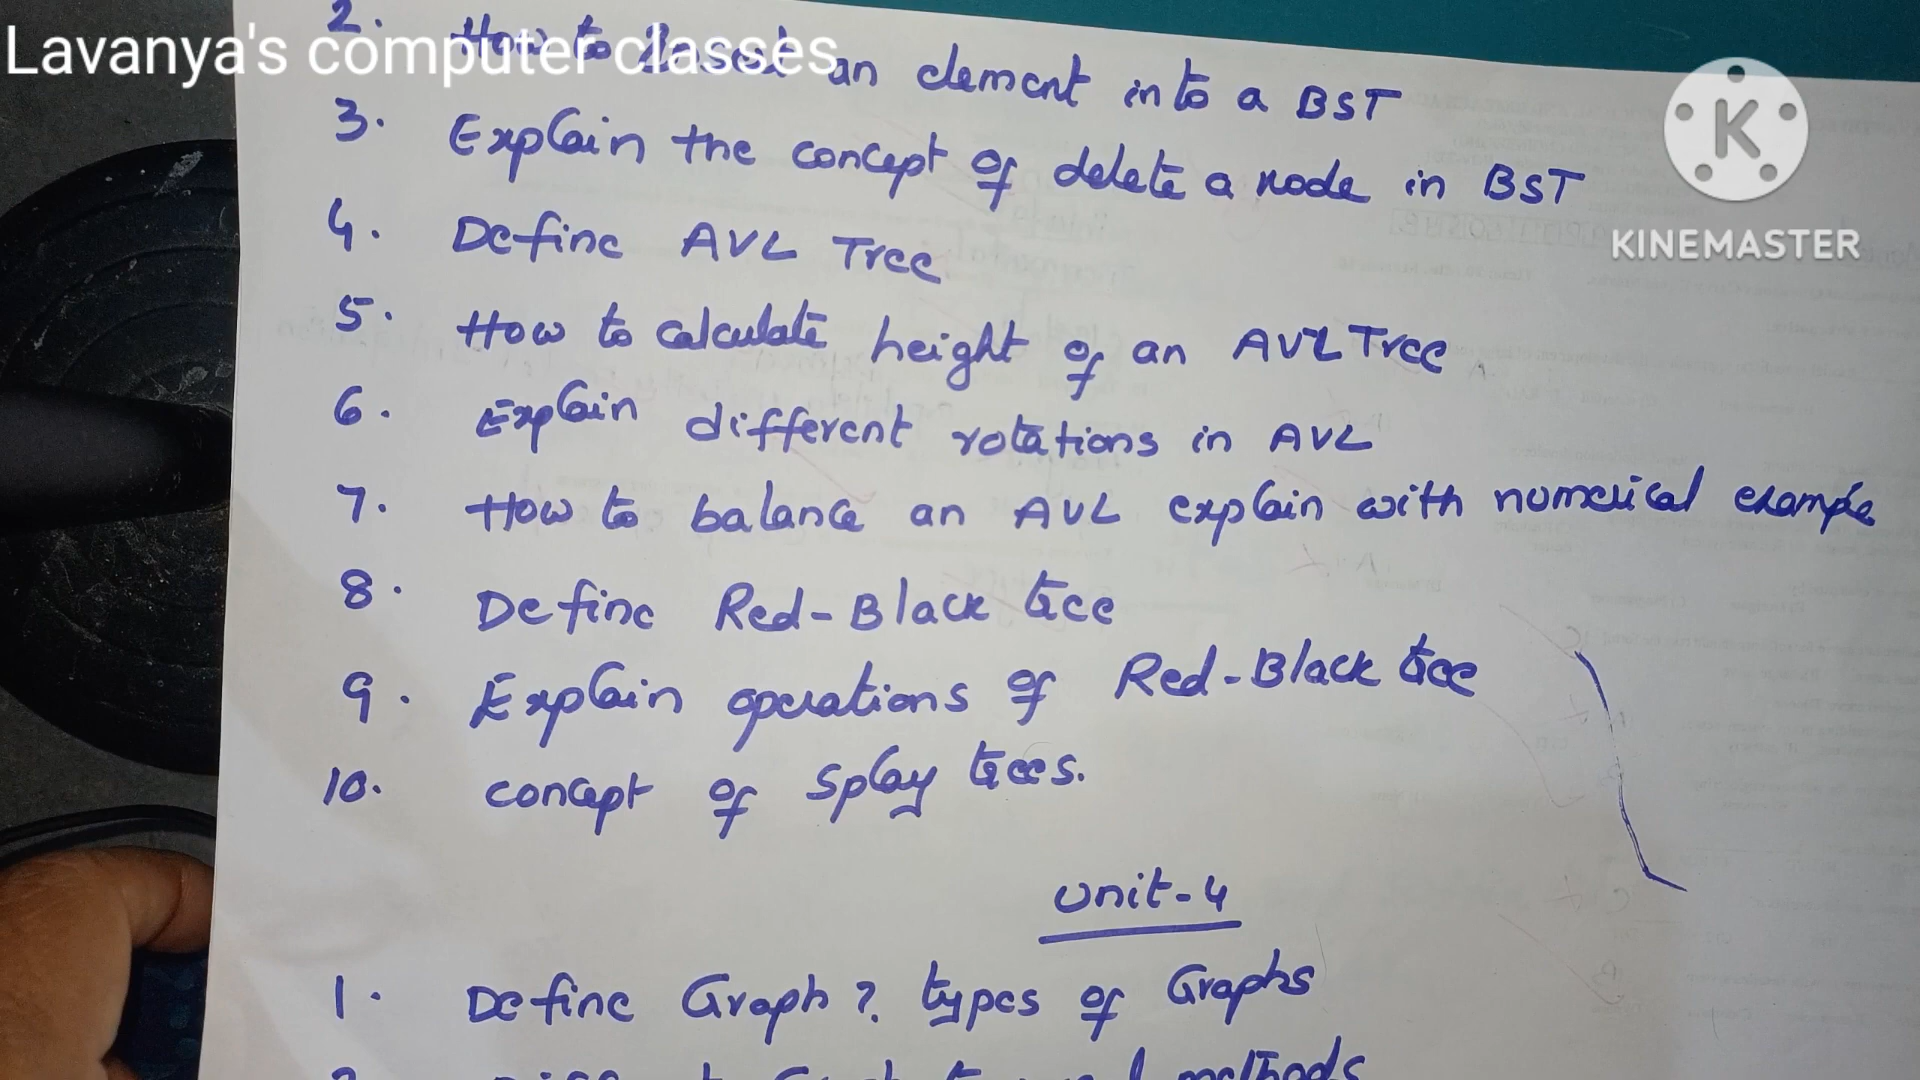 Lavanya's computer classes
2. How to Insert an element into a BST
3. Explain the concept of delete a node in BST
K
KINEMASTER
4. Define AVL Tree
5. How to calculate height of an AVL Tree
6. Explain different rotations in AVL
7. How to balance an AVL explain with numerical example
8. Define Red-Black tree
9. Explain operations of Red-Black tree
10. concept of Splay trees.
Unit-4
1. Define Graph? types of Graphs
methods